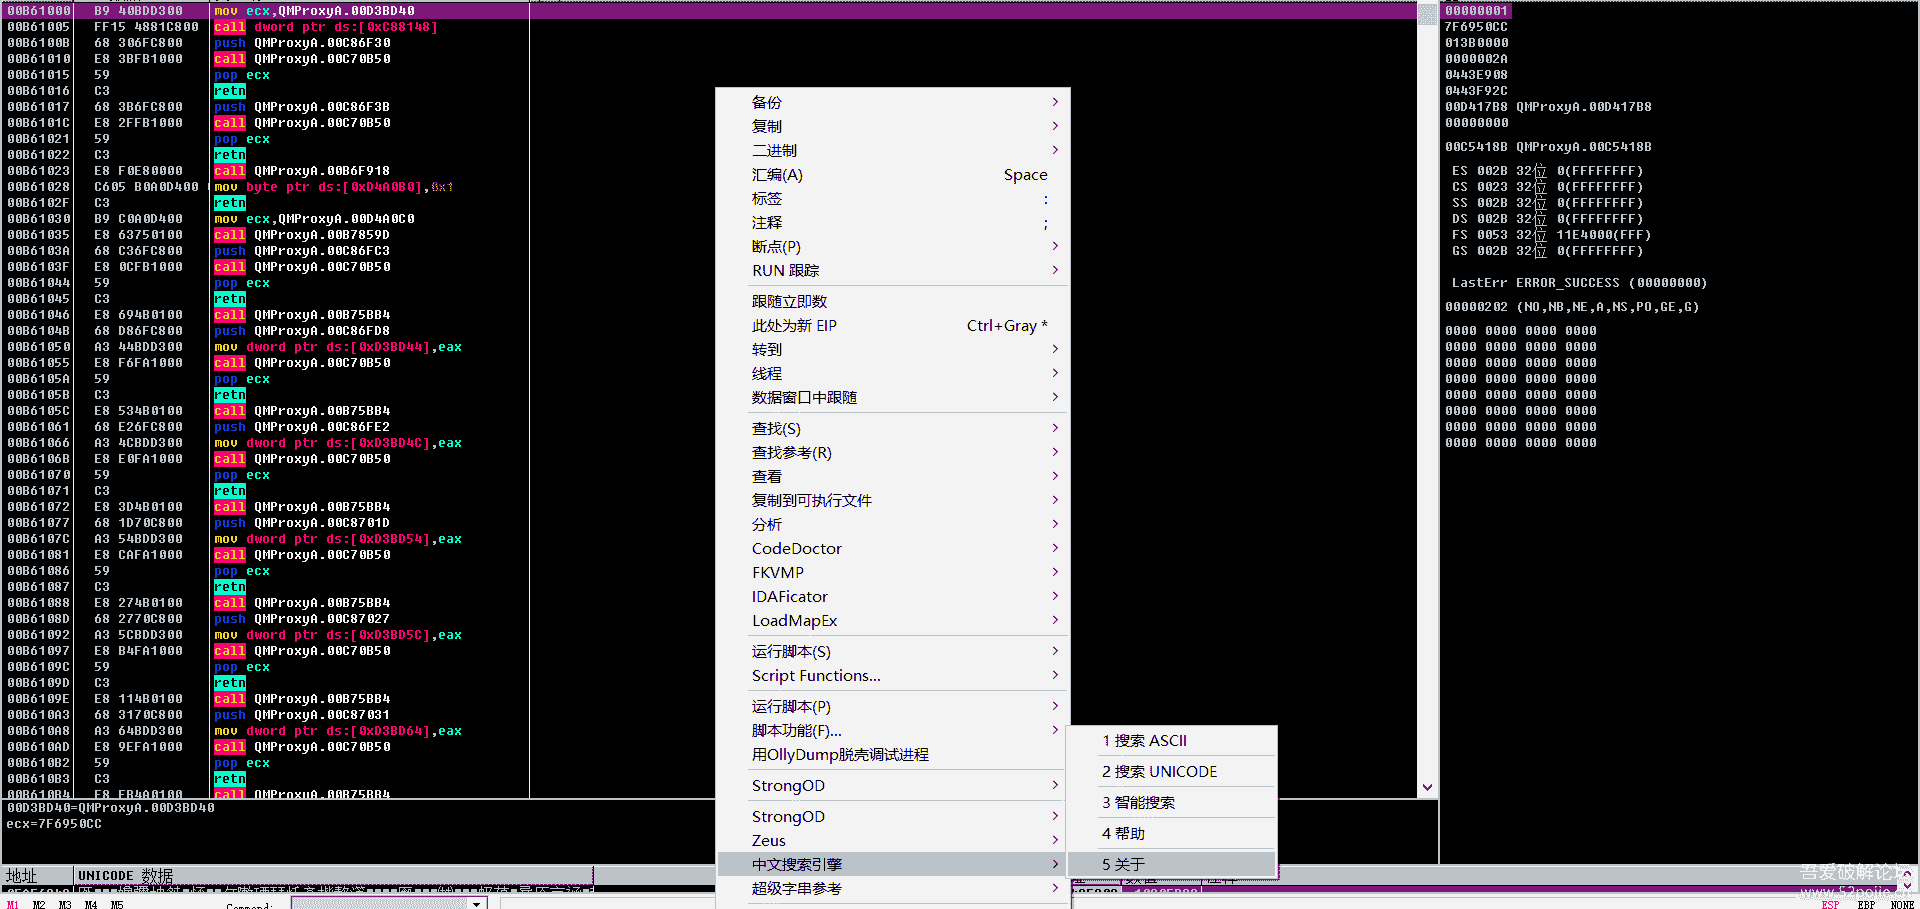 00B61000 B9 40BDD300 mov ecx,QMProxyA.00D3BD40
00B61005 FF15 4881C800 call dword ptr ds:[0xC88148]
00B6100B 68 306FC800 push QMProxyA.00C86F30
00B61010 E8 3BFB1000 call QMProxyA.00C70B50
00B61015 59 pop ecx
00B61016 C3 retn
00B61017 68 3B6FC800 push QMProxyA.00C86F3B
00B6101C E8 2FFB1000 call QMProxyA.00C70B50
00B61021 59 pop ecx
00B61022 C3 retn
00B61023 E8 F0E80000 call QMProxyA.00B6F918
00B61028 C605 B0A0D400 mov byte ptr ds:[0xD4A0B0],0x1
00B6102F C3 retn
00B61030 B9 C0A0D400 mov ecx,QMProxyA.00D4A0C0
00B61035 E8 63750100 call QMProxyA.00B7859D
00B6103A 68 C36FC800 push QMProxyA.00C86FC3
00B6103F E8 0CFB1000 call QMProxyA.00C70B50
00B61044 59 pop ecx
00B61045 C3 retn
00B61046 E8 694B0100 call QMProxyA.00B75BB4
00B6104B 68 D86FC800 push QMProxyA.00C86FD8
00B61050 A3 44BDD300 mov dword ptr ds:[0xD3BD44],eax
00B61055 E8 F6FA1000 call QMProxyA.00C70B50
00B6105A 59 pop ecx
00B6105B C3 retn
00B6105C E8 534B0100 call QMProxyA.00B75BB4
00B61061 68 E26FC800 push QMProxyA.00C86FE2
00B61066 A3 4CBDD300 mov dword ptr ds:[0xD3BD4C],eax
00B6106B E8 E0FA1000 call QMProxyA.00C70B50
00B61070 59 pop ecx
00B61071 C3 retn
00B61072 E8 3D4B0100 call QMProxyA.00B75BB4
00B61077 68 1D70C800 push QMProxyA.00C8701D
00B6107C A3 54BDD300 mov dword ptr ds:[0xD3BD54],eax
00B61081 E8 CAFA1000 call QMProxyA.00C70B50
00B61086 59 pop ecx
00B61087 C3 retn
00B61088 E8 274B0100 call QMProxyA.00B75BB4
00B6108D 68 2770C800 push QMProxyA.00C87027
00B61092 A3 5CBDD300 mov dword ptr ds:[0xD3BD5C],eax
00B61097 E8 B4FA1000 call QMProxyA.00C70B50
00B6109C 59 pop ecx
00B6109D C3 retn
00B6109E E8 114B0100 call QMProxyA.00B75BB4
00B610A3 68 3170C800 push QMProxyA.00C87031
00B610A8 A3 64BDD300 mov dword ptr ds:[0xD3BD64],eax
00B610AD E8 9EFA1000 call QMProxyA.00C70B50
00B610B2 59 pop ecx
00B610B3 C3 retn
00B610B4 E8 FB4A0100 call QMProxyA.00B75BB4
00D3BD40=QMProxyA.00D3BD40
ecx=7F6950CC
地址 UNICODE 数据
M1 M2 M3 M4 M5 Command:
备份
复制
二进制
汇编(A) Space
标签 :
注释 ;
断点(P)
RUN 跟踪
跟随立即数
此处为新 EIP Ctrl+Gray *
转到
线程
数据窗口中跟随
查找(S)
查找参考(R)
查看
复制到可执行文件
分析
CodeDoctor
FKVMP
IDAFicator
LoadMapEx
运行脚本(S)
Script Functions...
运行脚本(P)
脚本功能(F)...
用OllyDump脱壳调试进程
StrongOD
StrongOD
Zeus
中文搜索引擎
超级字串参考
1 搜索 ASCII
2 搜索 UNICODE
3 智能搜索
4 帮助
5 关于
00000001
7F6950CC
013B0000
0000002A
0443E908
0443F92C
00D417B8 QMProxyA.00D417B8
00000000
00C5418B QMProxyA.00C5418B
ES 002B 32位 0(FFFFFFFF)
CS 0023 32位 0(FFFFFFFF)
SS 002B 32位 0(FFFFFFFF)
DS 002B 32位 0(FFFFFFFF)
FS 0053 32位 11E4000(FFF)
GS 002B 32位 0(FFFFFFFF)
LastErr ERROR_SUCCESS (00000000)
00000202 (NO,NB,NE,A,NS,PO,GE,G)
0000 0000 0000 0000
0000 0000 0000 0000
0000 0000 0000 0000
0000 0000 0000 0000
0000 0000 0000 0000
0000 0000 0000 0000
0000 0000 0000 0000
0000 0000 0000 0000
吾爱破解论坛
www.52pojie.cn
ESP EBP NONE